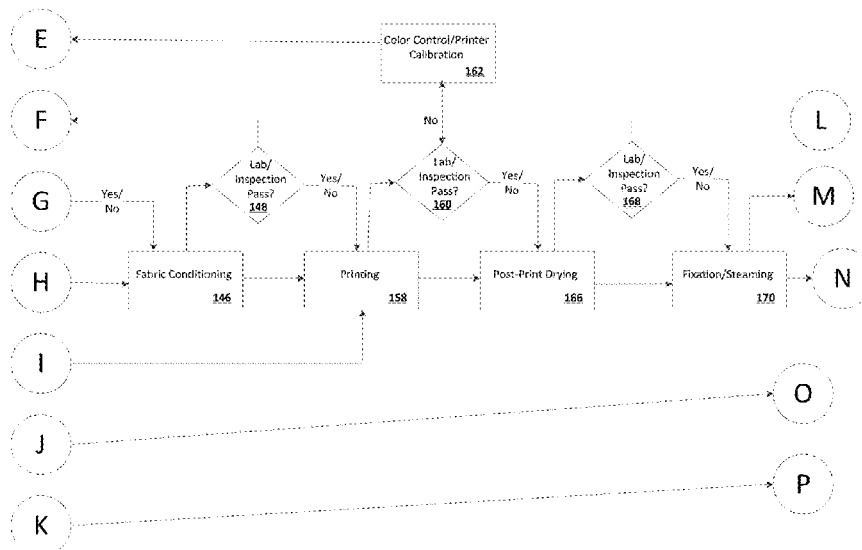 E
Color Control/Printer
Calibration
162
F
No
L
Lab/
Inspection
Pass?
148
Yes/
No
Lab/
Inspection
Pass?
160
Yes/
No
Lab/
Inspection
Pass?
168
Yes/
No
G
Yes/
No
M
H
Fabric Conditioning
146
Printing
158
Post-Print Drying
166
Fixation/Steaming
170
N
I
J
O
K
P